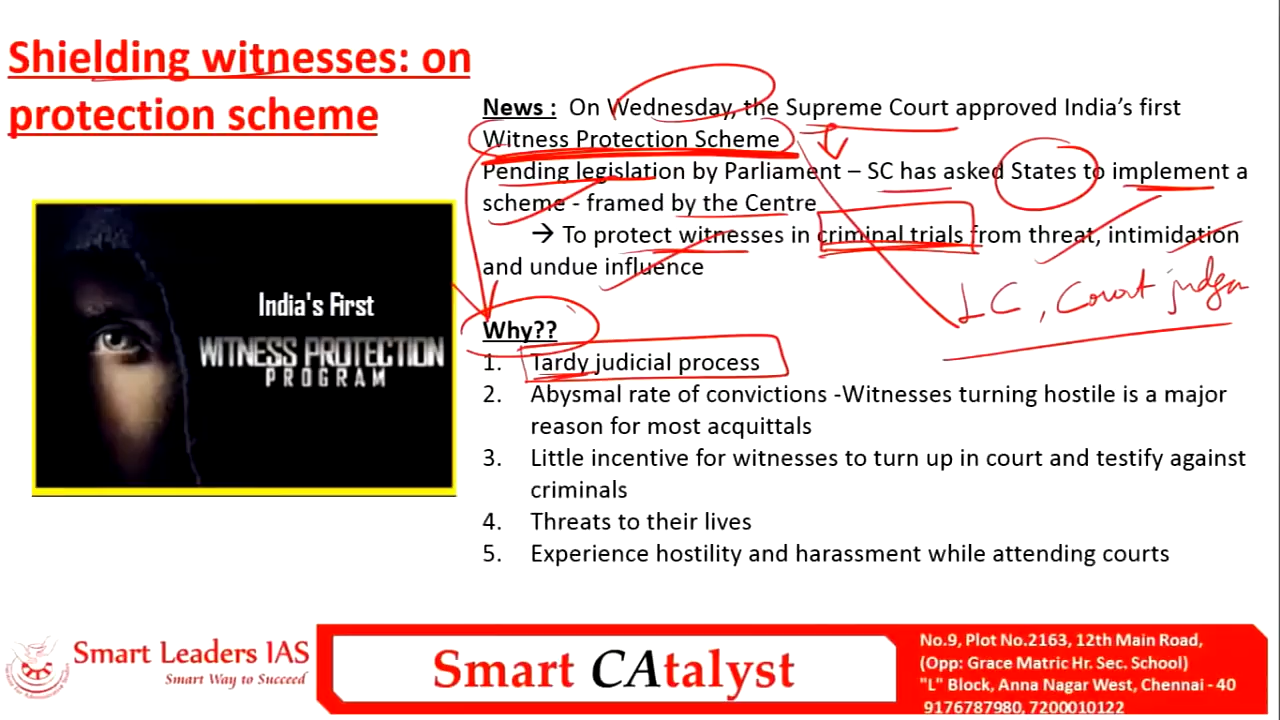 Shielding witnesses: on
protection scheme
News : On Wednesday, the Supreme Court approved India’s first
Witness Protection Scheme
Pending legislation by Parliament – SC has asked States to implement a
scheme - framed by the Centre
→ To protect witnesses in criminal trials from threat, intimidation
and undue influence
LC, Court judges
Why??
1. Tardy judicial process
2. Abysmal rate of convictions -Witnesses turning hostile is a major
reason for most acquittals
3. Little incentive for witnesses to turn up in court and testify against
criminals
4. Threats to their lives
5. Experience hostility and harassment while attending courts
India's First
WITNESS PROTECTION
PROGRAM
Smart Leaders IAS
Smart Way to Succeed
Smart CAtalyst
No.9, Plot No.2163, 12th Main Road,
(Opp: Grace Matric Hr. Sec. School)
"L" Block, Anna Nagar West, Chennai - 40
9176787980, 7200010122